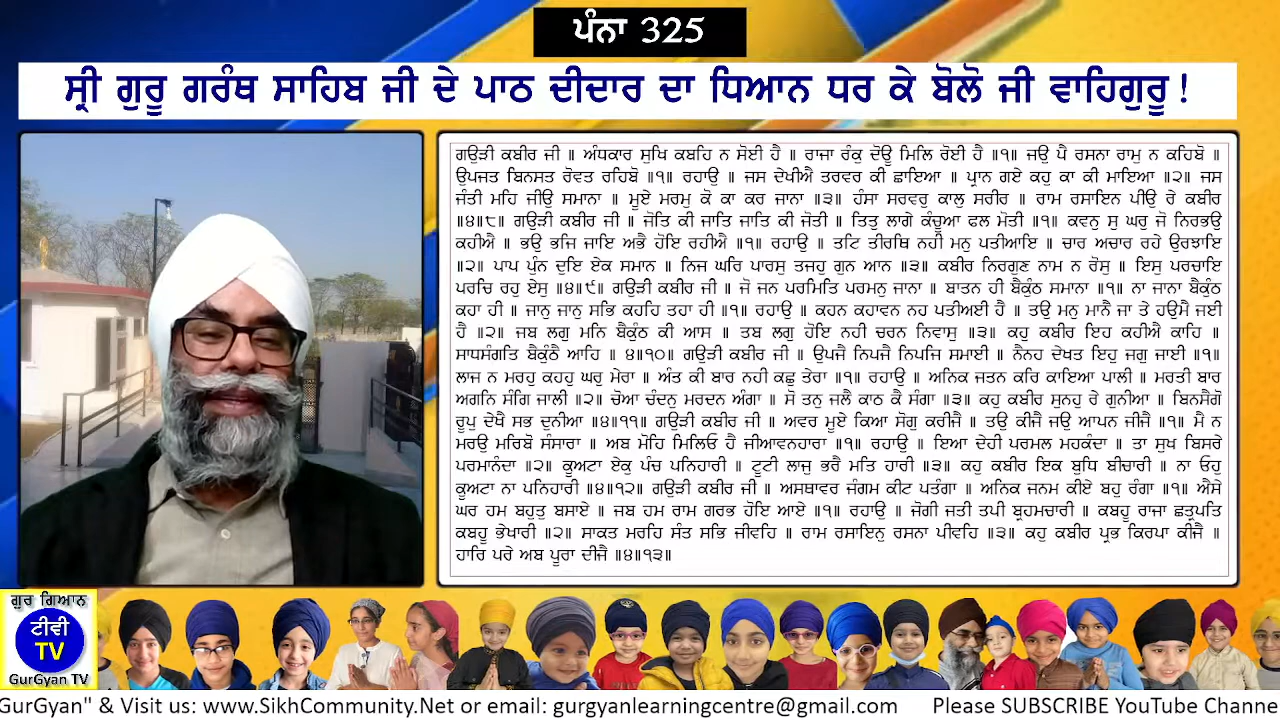 ਪੰਨਾ 325
ਸ੍ਰੀ ਗੁਰੂ ਗਰੰਥ ਸਾਹਿਬ ਜੀ ਦੇ ਪਾਠ ਦੀਦਾਰ ਦਾ ਧਿਆਨ ਧਰ ਕੇ ਬੋਲੋ ਜੀ ਵਾਹਿਗੁਰੂ!
ਗਉੜੀ ਕਬੀਰ ਜੀ ॥ ਅੰਧਕਾਰ ਸੁਖਿ ਕਬਹਿ ਨ ਸੋਈ ਹੈ ॥ ਰਾਜਾ ਰੰਕੁ ਦੋਊ ਮਿਲਿ ਰੋਈ ਹੈ ॥੧॥ ਜਉ ਪੈ ਰਸਨਾ ਰਾਮੁ ਨ ਕਹਿਬੋ ॥
ਉਪਜਤ ਬਿਨਸਤ ਰੋਵਤ ਰਹਿਬੋ ॥੧॥ ਰਹਾਉ ॥ ਜਸ ਦੇਖੀਐ ਤਰਵਰ ਕੀ ਛਾਇਆ ॥ ਪ੍ਰਾਨ ਗਏ ਕਹੁ ਕਾ ਕੀ ਮਾਇਆ ॥੨॥ ਜਸ
ਜੰਤੀ ਮਹਿ ਜੀਉ ਸਮਾਨਾ ॥ ਮੂਏ ਮਰਮੁ ਕੋ ਕਾ ਕਰ ਜਾਨਾ ॥੩॥ ਹੰਸਾ ਸਰਵਰੁ ਕਾਲੁ ਸਰੀਰ ॥ ਰਾਮ ਰਸਾਇਨ ਪੀਉ ਰੇ ਕਬੀਰ
॥੪॥੮॥ ਗਉੜੀ ਕਬੀਰ ਜੀ ॥ ਜੋਤਿ ਕੀ ਜਾਤਿ ਜਾਤਿ ਕੀ ਜੋਤੀ ॥ ਤਿਤੁ ਲਾਗੇ ਕੰਚੂਆ ਫਲ ਮੋਤੀ ॥੧॥ ਕਵਨੁ ਸੁ ਘਰੁ ਜੋ ਨਿਰਭਉ
ਕਹੀਐ ॥ ਭਉ ਭਜਿ ਜਾਇ ਅਭੈ ਹੋਇ ਰਹੀਐ ॥੧॥ ਰਹਾਉ ॥ ਤਟਿ ਤੀਰਥਿ ਨਹੀ ਮਨੁ ਪਤੀਆਇ ॥ ਚਾਰ ਅਚਾਰ ਰਹੇ ਉਰਝਾਇ
॥੨॥ ਪਾਪ ਪੁੰਨ ਦੁਇ ਏਕ ਸਮਾਨ ॥ ਨਿਜ ਘਰਿ ਪਾਰਸੁ ਤਜਹੁ ਗੁਨ ਆਨ ॥੩॥ ਕਬੀਰ ਨਿਰਗੁਣ ਨਾਮ ਨ ਰੋਸੁ ॥ ਇਸੁ ਪਰਚਾਇ
ਪਰਚਿ ਰਹੁ ਏਸੁ ॥੪॥੯॥ ਗਉੜੀ ਕਬੀਰ ਜੀ ॥ ਜੋ ਜਨ ਪਰਮਿਤਿ ਪਰਮਨੁ ਜਾਨਾ ॥ ਬਾਤਨ ਹੀ ਬੈਕੁੰਠ ਸਮਾਨਾ ॥੧॥ ਨਾ ਜਾਨਾ ਬੈਕੁੰਠ
ਕਹਾ ਹੀ ॥ ਜਾਨੁ ਜਾਨੁ ਸਭਿ ਕਹਹਿ ਤਹਾ ਹੀ ॥੧॥ ਰਹਾਉ ॥ ਕਹਨ ਕਹਾਵਨ ਨਹ ਪਤੀਅਈ ਹੈ ॥ ਤਉ ਮਨੁ ਮਾਨੈ ਜਾ ਤੇ ਹਉਮੈ ਜਈ
ਹੈ ॥੨॥ ਜਬ ਲਗੁ ਮਨਿ ਬੈਕੁੰਠ ਕੀ ਆਸ ॥ ਤਬ ਲਗੁ ਹੋਇ ਨਹੀ ਚਰਨ ਨਿਵਾਸੁ ॥੩॥ ਕਹੁ ਕਬੀਰ ਇਹ ਕਹੀਐ ਕਾਹਿ ॥
ਸਾਧਸੰਗਤਿ ਬੈਕੁੰਠੈ ਆਹਿ ॥ ੪॥੧੦॥ ਗਉੜੀ ਕਬੀਰ ਜੀ ॥ ਉਪਜੈ ਨਿਪਜੈ ਨਿਪਜਿ ਸਮਾਈ ॥ ਨੈਨਹ ਦੇਖਤ ਇਹੁ ਜਗੁ ਜਾਈ ॥੧॥
ਲਾਜ ਨ ਮਰਹੁ ਕਹਹੁ ਘਰੁ ਮੇਰਾ ॥ ਅੰਤ ਕੀ ਬਾਰ ਨਹੀ ਕਛੁ ਤੇਰਾ ॥੧॥ ਰਹਾਉ ॥ ਅਨਿਕ ਜਤਨ ਕਰਿ ਕਾਇਆ ਪਾਲੀ ॥ ਮਰਤੀ ਬਾਰ
ਅਗਨਿ ਸੰਗਿ ਜਾਲੀ ॥੨॥ ਚੋਆ ਚੰਦਨੁ ਮਰਦਨ ਅੰਗਾ ॥ ਸੋ ਤਨੁ ਜਲੈ ਕਾਠ ਕੈ ਸੰਗਾ ॥੩॥ ਕਹੁ ਕਬੀਰ ਸੁਨਹੁ ਰੇ ਗੁਨੀਆ ॥ ਬਿਨਸੈਗੋ
ਰੂਪੁ ਦੇਖੈ ਸਭ ਦੁਨੀਆ ॥੪॥੧੧॥ ਗਉੜੀ ਕਬੀਰ ਜੀ ॥ ਅਵਰ ਮੂਏ ਕਿਆ ਸੋਗੁ ਕਰੀਜੈ ॥ ਤਉ ਕੀਜੈ ਜਉ ਆਪਨ ਜੀਜੈ ॥੧॥ ਮੈ ਨ
ਮਰਉ ਮਰਿਬੋ ਸੰਸਾਰਾ ॥ ਅਬ ਮੋਹਿ ਮਿਲਿਓ ਹੈ ਜੀਆਵਨਹਾਰਾ ॥੧॥ ਰਹਾਉ ॥ ਇਆ ਦੇਹੀ ਪਰਮਲ ਮਹਕੰਦਾ ॥ ਤਾ ਸੁਖ ਬਿਸਰੇ
ਪਰਮਾਨੰਦਾ ॥੨॥ ਕੂਅਟਾ ਏਕੁ ਪੰਚ ਪਨਿਹਾਰੀ ॥ ਟੂਟੀ ਲਾਜੁ ਭਰੈ ਮਤਿ ਹਾਰੀ ॥੩॥ ਕਹੁ ਕਬੀਰ ਇਕ ਬੁਧਿ ਬੀਚਾਰੀ ॥ ਨਾ ਓਹੁ
ਕੂਅਟਾ ਨਾ ਪਨਿਹਾਰੀ ॥੪॥੧੨॥ ਗਉੜੀ ਕਬੀਰ ਜੀ ॥ ਅਸਥਾਵਰ ਜੰਗਮ ਕੀਟ ਪਤੰਗਾ ॥ ਅਨਿਕ ਜਨਮ ਕੀਏ ਬਹੁ ਰੰਗਾ ॥੧॥ ਐਸੇ
ਘਰ ਹਮ ਬਹੁਤੁ ਬਸਾਏ ॥ ਜਬ ਹਮ ਰਾਮ ਗਰਭ ਹੋਇ ਆਏ ॥੧॥ ਰਹਾਉ ॥ ਜੋਗੀ ਜਤੀ ਤਪੀ ਬ੍ਰਹਮਚਾਰੀ ॥ ਕਬਹੂ ਰਾਜਾ ਛਤ੍ਰਪਤਿ
ਕਬਹੂ ਭੇਖਾਰੀ ॥੨॥ ਸਾਕਤ ਮਰਹਿ ਸੰਤ ਸਭਿ ਜੀਵਹਿ ॥ ਰਾਮ ਰਸਾਇਨੁ ਰਸਨਾ ਪੀਵਹਿ ॥੩॥ ਕਹੁ ਕਬੀਰ ਪ੍ਰਭ ਕਿਰਪਾ ਕੀਜੈ ॥
ਹਾਰਿ ਪਰੇ ਅਬ ਪੂਰਾ ਦੀਜੈ ॥੪॥੧੩॥
ਗੁਰ ਗਿਆਨ
ਟੀਵੀ
TV
GurGyan TV
GurGyan" & Visit us: www.SikhCommunity.Net or email: gurgyanlearningcentre@gmail.com Please SUBSCRIBE YouTube Channe